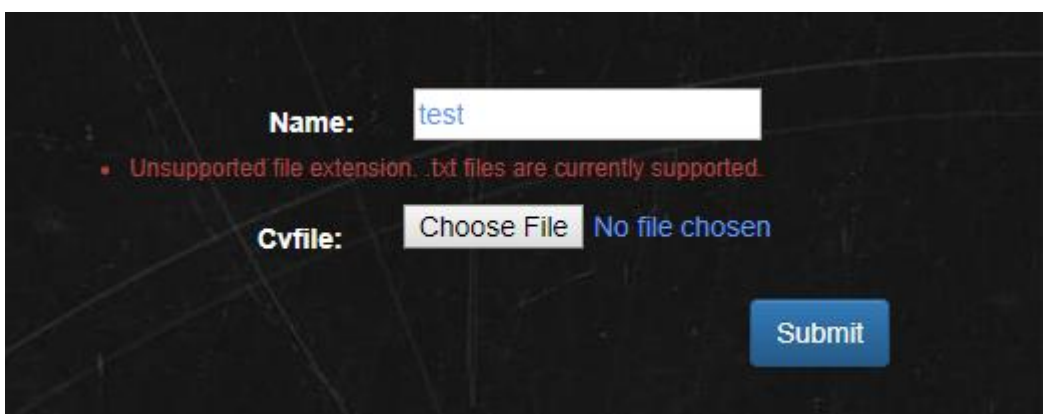 Name: test
Unsupported file extension. .txt files are currently supported.
Cvfile: Choose File No file chosen
Submit